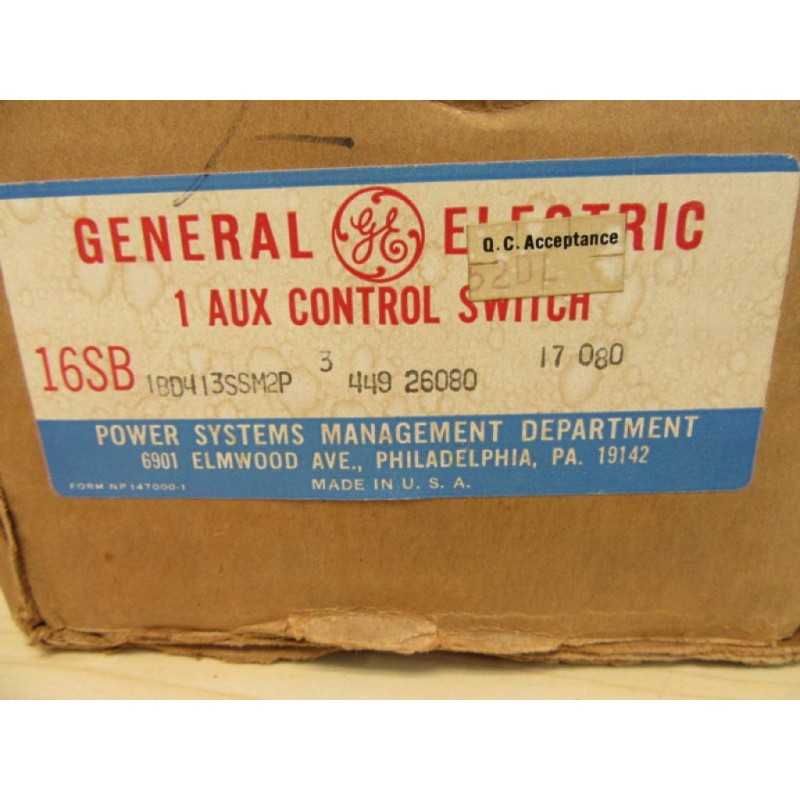 GENERAL GE ELECTRIC
Q.C. Acceptance
1 AUX CONTROL SWITCH
16SB 1BD413SSM2P 3 449 26080 17 080
POWER SYSTEMS MANAGEMENT DEPARTMENT
6901 ELMWOOD AVE., PHILADELPHIA, PA. 19142
FORM NP 147000-1 MADE IN U. S. A.